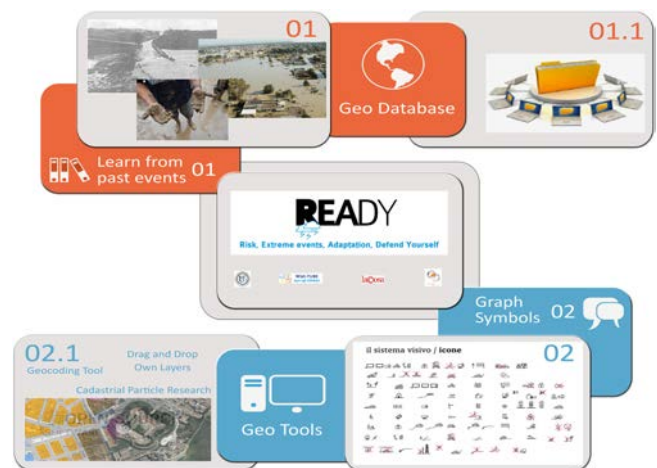 01
Geo Database
01.1
Learn from
past events 01
READY
Risk, Extreme events, Adaptation, Defend Yourself
Graph
Symbols 02
02.1
Geocoding Tool
Drag and Drop
Own Layers
Cadastrial Particle Research
Geo Tools
il sistema visivo / icone
02